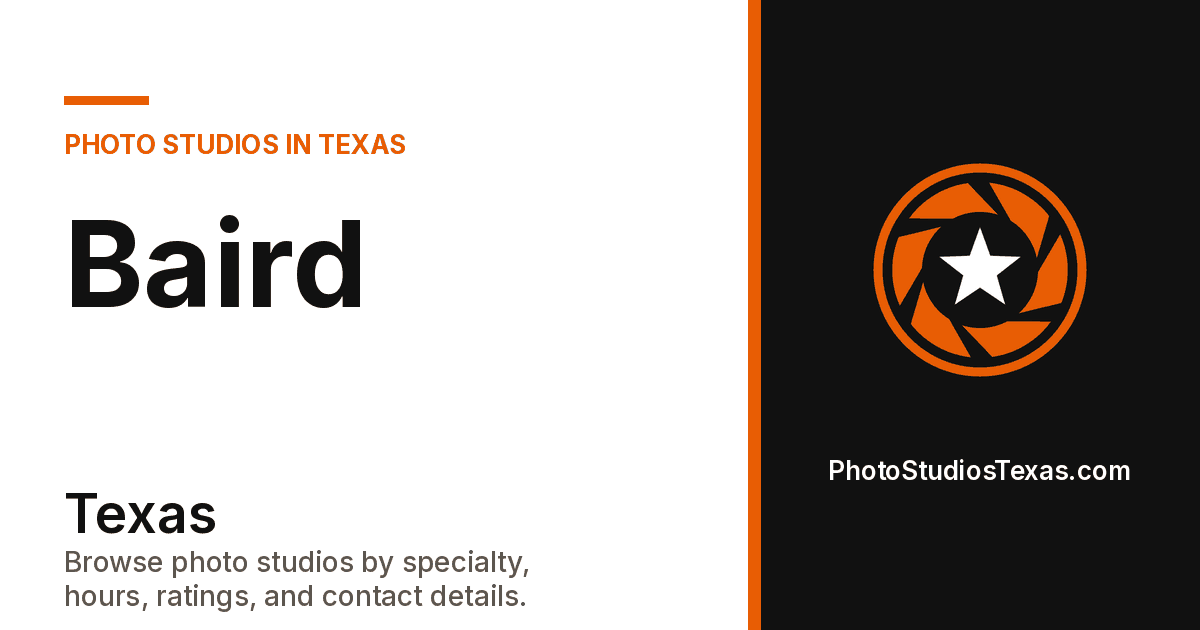 PHOTO STUDIOS IN TEXAS
Baird
Texas
Browse photo studios by specialty,
hours, ratings, and contact details.
PhotoStudiosTexas.com